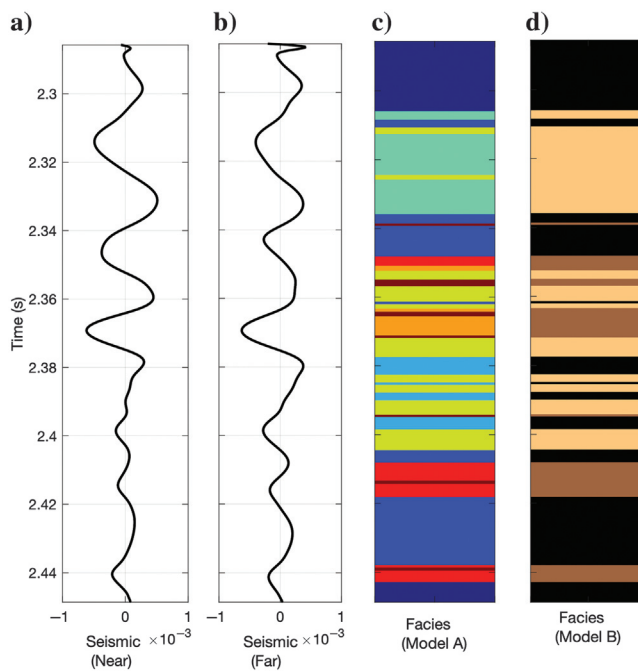 a) b) c) d)
2.3
2.32
2.34
2.36
2.38
2.4
2.42
2.44
Time (s)
−1 0 1 −1 0 1
Seismic ×10−3 Seismic ×10−3
(Near) (Far)
Facies
(Model A)
Facies
(Model B)